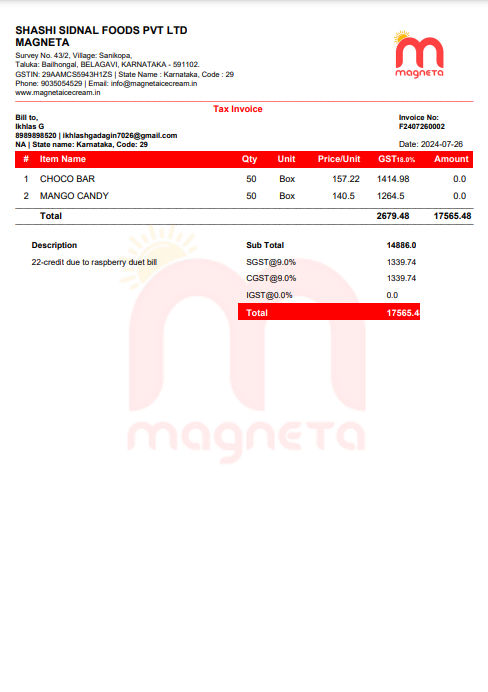 SHASHI SIDNAL FOODS PVT LTD
MAGNETA
Survey No. 43/2, Village: Sanikopa,
Taluka: Bailhongal, BELAGAVI, KARNATAKA - 591102.
GSTIN: 29AAMCS5943H1ZS | State Name : Karnataka, Code : 29
Phone: 9035054529 | Email: info@magnetaicecream.in
www.magnetaicecream.in
magneta
Tax Invoice
Bill to,
Ikhlas G
8989898520 | ikhlashgadagin7026@gmail.com
NA | State name: Karnataka, Code: 29
Invoice No:
F2407260002
Date: 2024-07-26
# Item Name Qty Unit Price/Unit GST18.0% Amount
1 CHOCO BAR 50 Box 157.22 1414.98 0.0
2 MANGO CANDY 50 Box 140.5 1264.5 0.0
Total 2679.48 17565.48
Description
22-credit due to raspberry duet bill
Sub Total 14886.0
SGST@9.0% 1339.74
CGST@9.0% 1339.74
IGST@0.0% 0.0
Total 17565.4
magneta